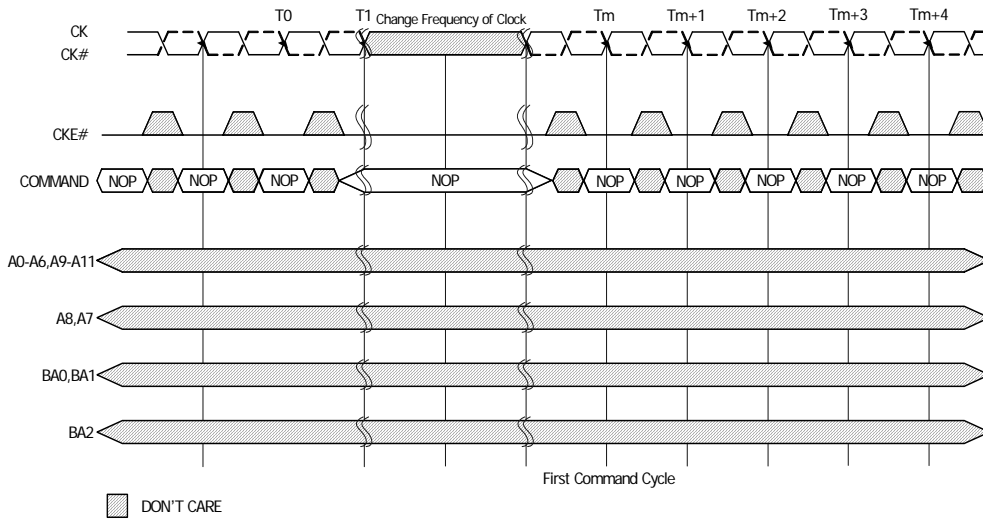 T0 T1 Change Frequency of Clock Tm Tm+1 Tm+2 Tm+3 Tm+4
CK
CK#
CKE#
COMMAND NOP NOP NOP NOP NOP NOP NOP NOP NOP
A0-A6,A9-A11
A8,A7
BA0,BA1
BA2
First Command Cycle
DON'T CARE